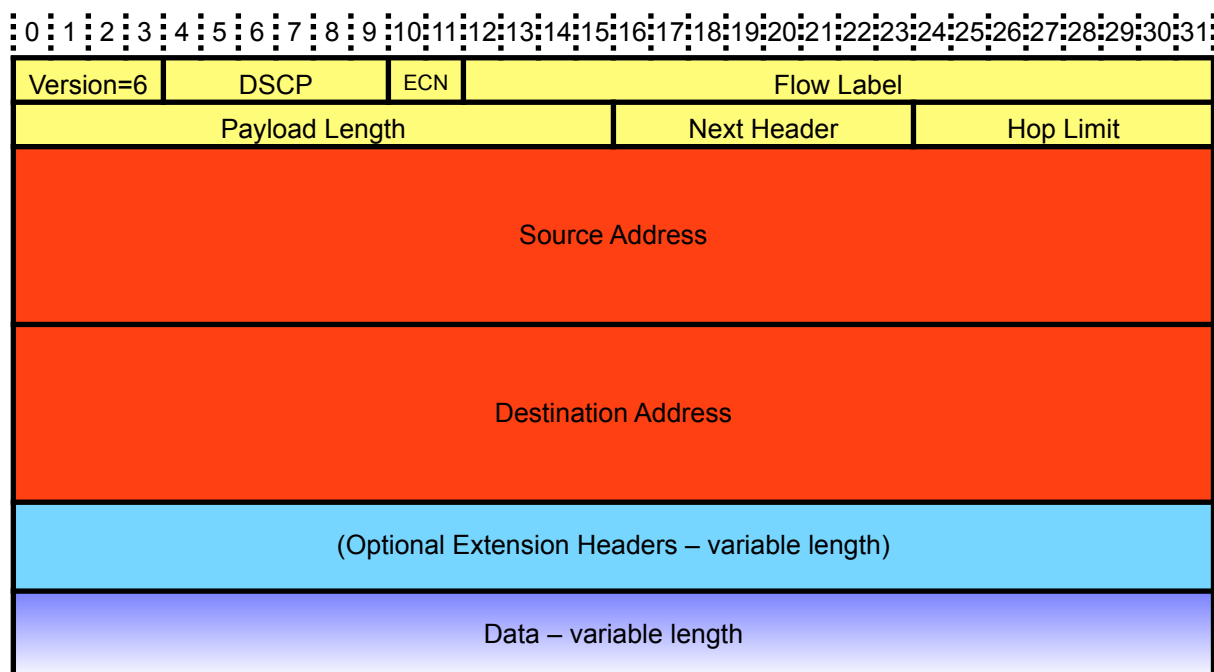 0 1 2 3 4 5 6 7 8 9 10 11 12 13 14 15 16 17 18 19 20 21 22 23 24 25 26 27 28 29 30 31
Version=6 DSCP ECN Flow Label
Payload Length Next Header Hop Limit
Source Address
Destination Address
(Optional Extension Headers – variable length)
Data – variable length